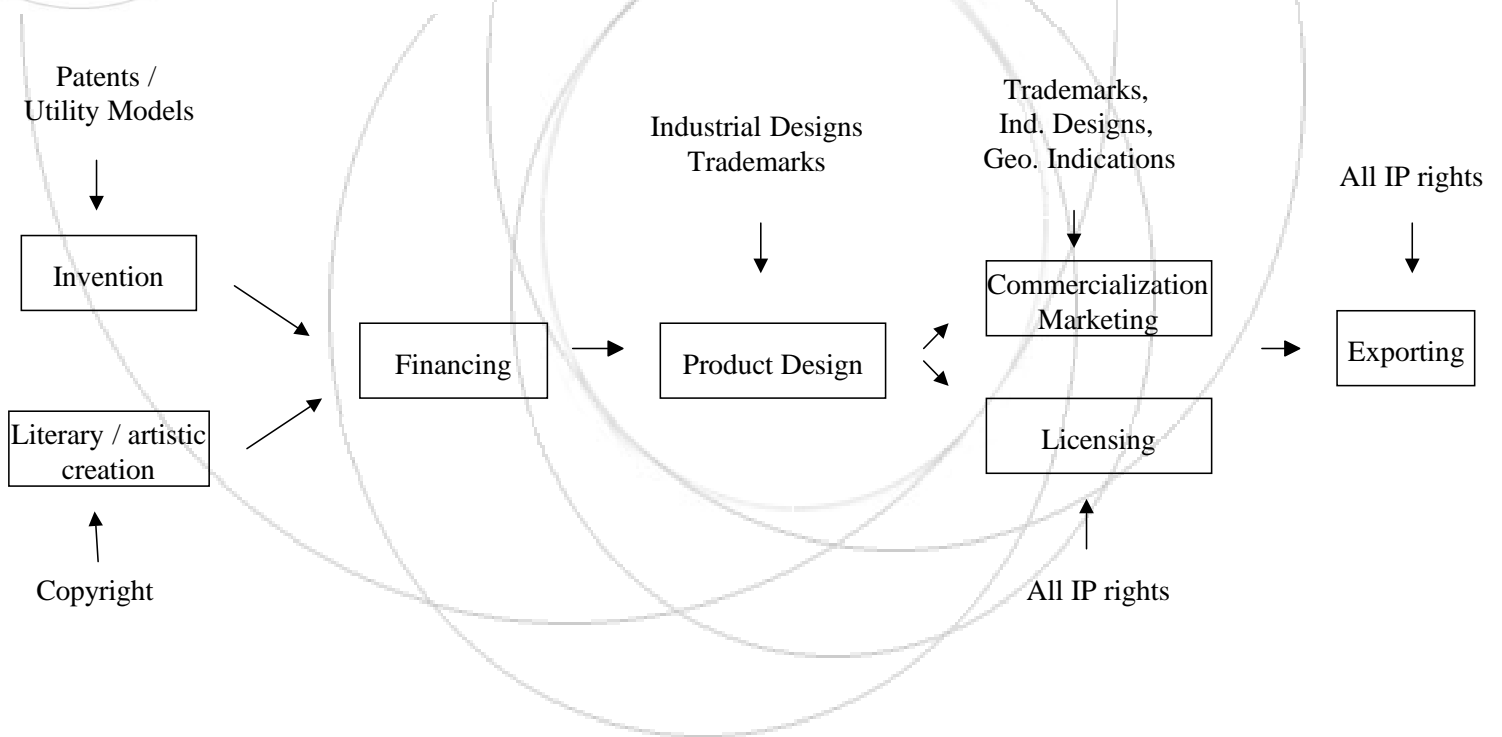 Patents /
Utility Models
Invention
Literary / artistic
creation
Copyright
Financing
Industrial Designs
Trademarks
Product Design
Trademarks,
Ind. Designs,
Geo. Indications
Commercialization
Marketing
Licensing
All IP rights
All IP rights
Exporting